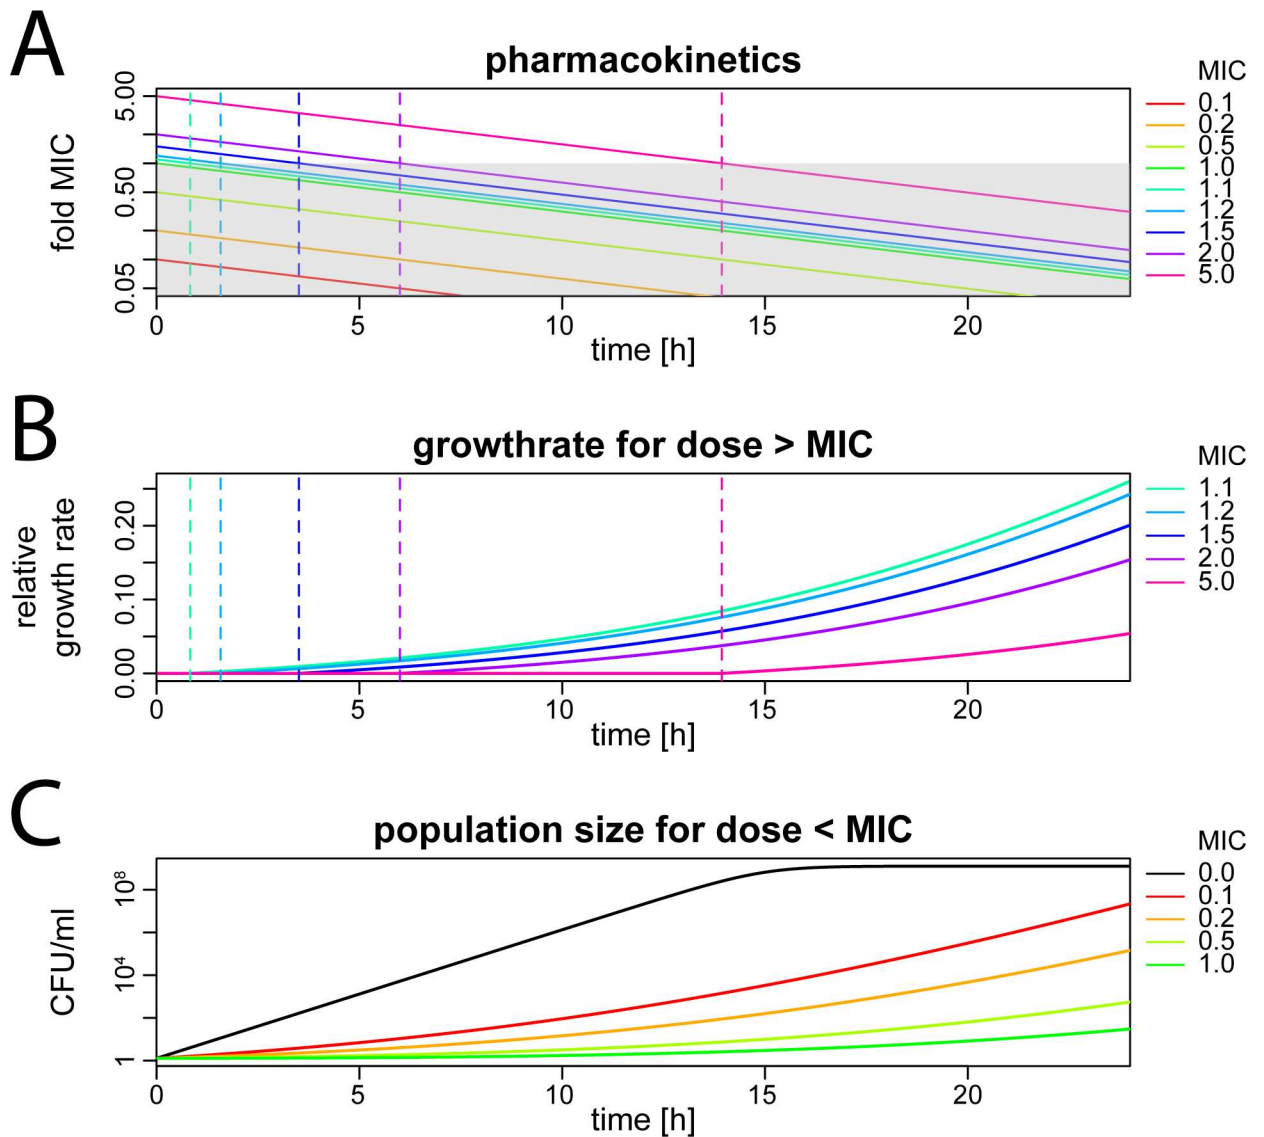 A
pharmacokinetics
fold MIC
5.00
0.50
0.05
0 5 10 15 20
time [h]
MIC
0.1
0.2
0.5
1.0
1.1
1.2
1.5
2.0
5.0
B
growthrate for dose > MIC
relative
growth rate
0.20
0.10
0.00
0 5 10 15 20
time [h]
MIC
1.1
1.2
1.5
2.0
5.0
C
population size for dose < MIC
CFU/ml
10⁸
10⁴
1
0 5 10 15 20
time [h]
MIC
0.0
0.1
0.2
0.5
1.0